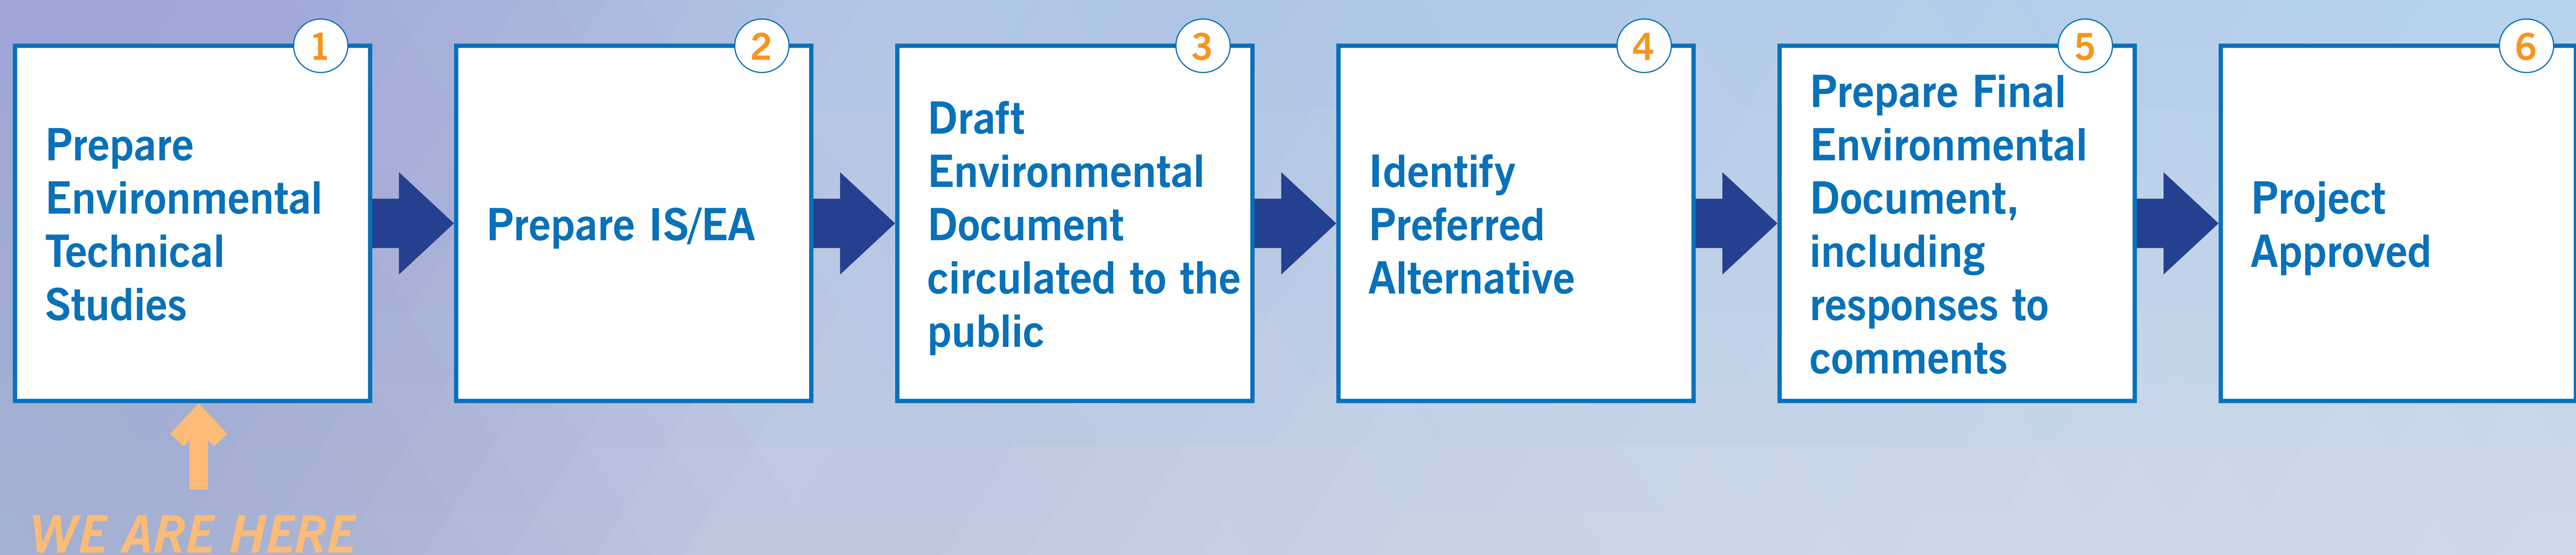 1
Prepare
Environmental
Technical
Studies
2
Prepare IS/EA
3
Draft
Environmental
Document
circulated to the
public
4
Identify
Preferred
Alternative
5
Prepare Final
Environmental
Document,
including
responses to
comments
6
Project
Approved
WE ARE HERE